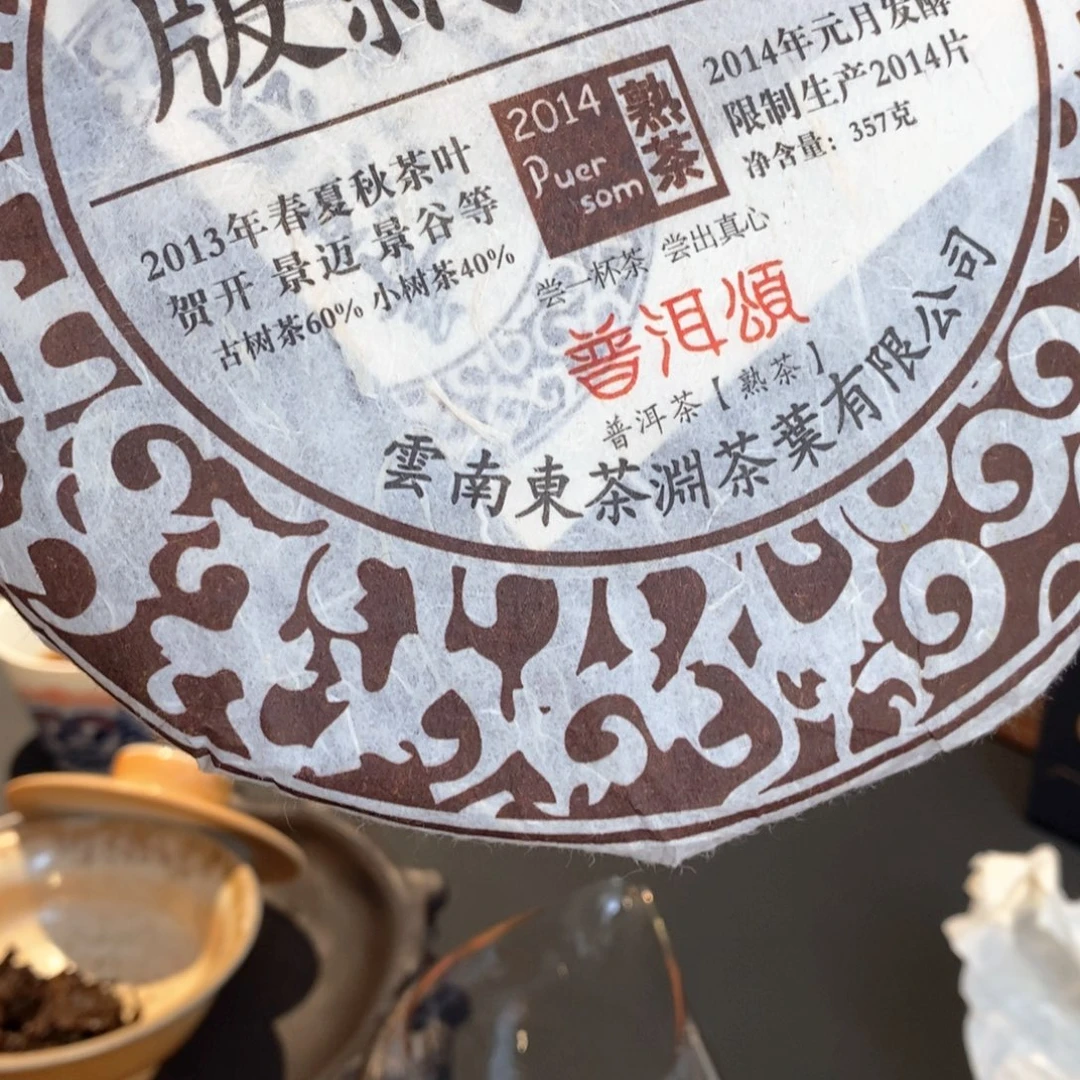 版
2014
Puer
som
熟茶
2014年元月发酵
限制生产2014片
净含量：357克
2013年春夏秋茶叶
贺开 景迈 景谷等
古树茶60% 小树茶40%
尝一杯茶 尝出真心
普洱頌
普洱茶【熟茶】
雲南東茶淵茶葉有限公司